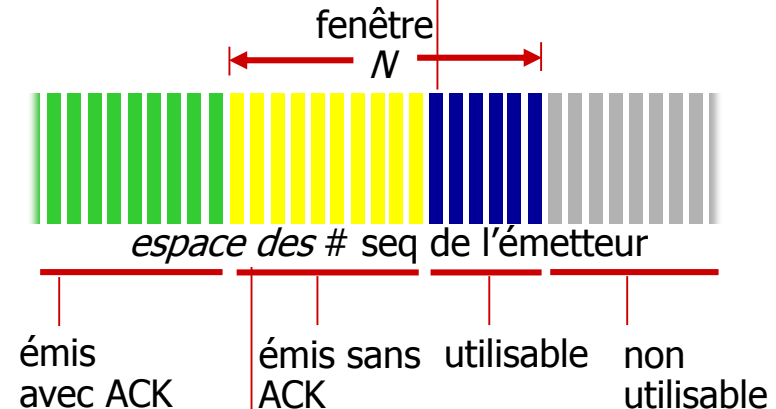 fenêtre
N
espace des # seq de l’émetteur
émis
avec ACK
émis sans
ACK
utilisable
non
utilisable